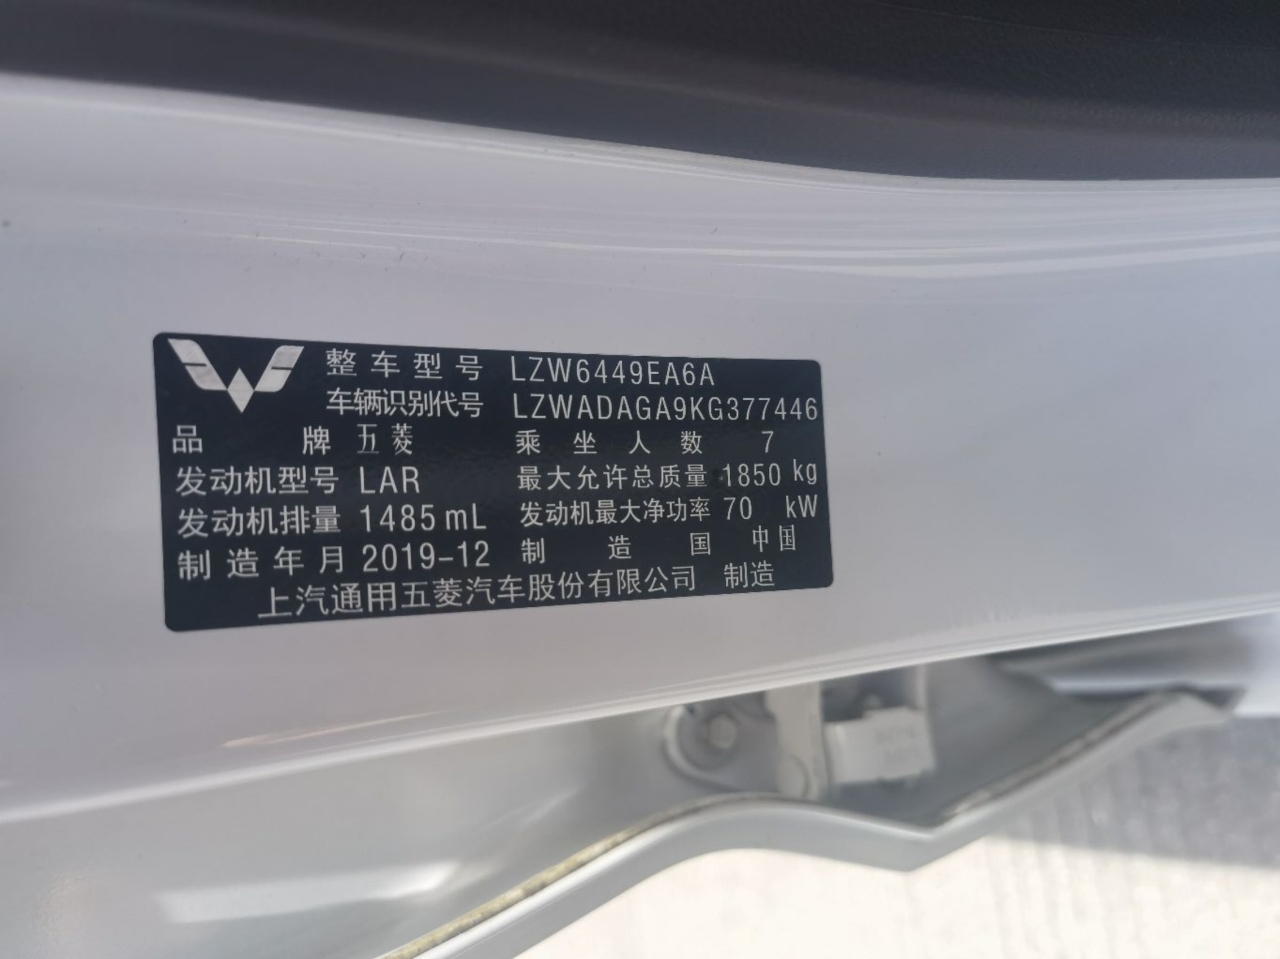 整车型号 LZW6449EA6A
车辆识别代号 LZWADAGA9KG377446
品牌 五菱 乘坐人数 7
发动机型号 LAR 最大允许总质量 1850 kg
发动机排量 1485 mL 发动机最大净功率 70 kW
制造年月 2019-12 制造国 中国
上汽通用五菱汽车股份有限公司 制造